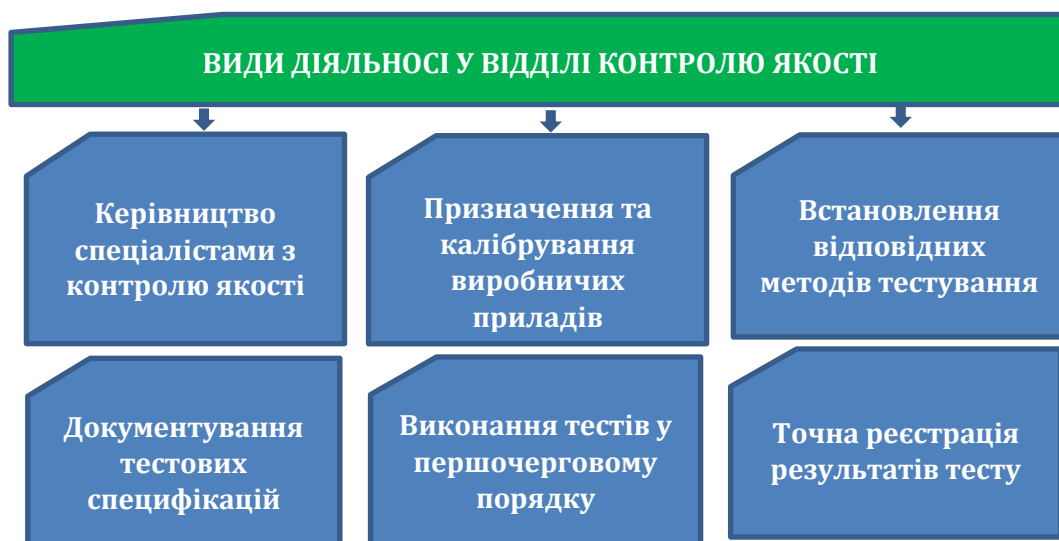 ВИДИ ДІЯЛЬНОСІ У ВІДДІЛІ КОНТРОЛЮ ЯКОСТІ
Керівництво
спеціалістами з
контролю якості
Призначення та
калібрування
виробничих
приладів
Встановлення
відповідних
методів тестування
Документування
тестових
специфікацій
Виконання тестів у
першочерговому
порядку
Точна реєстрація
результатів тесту